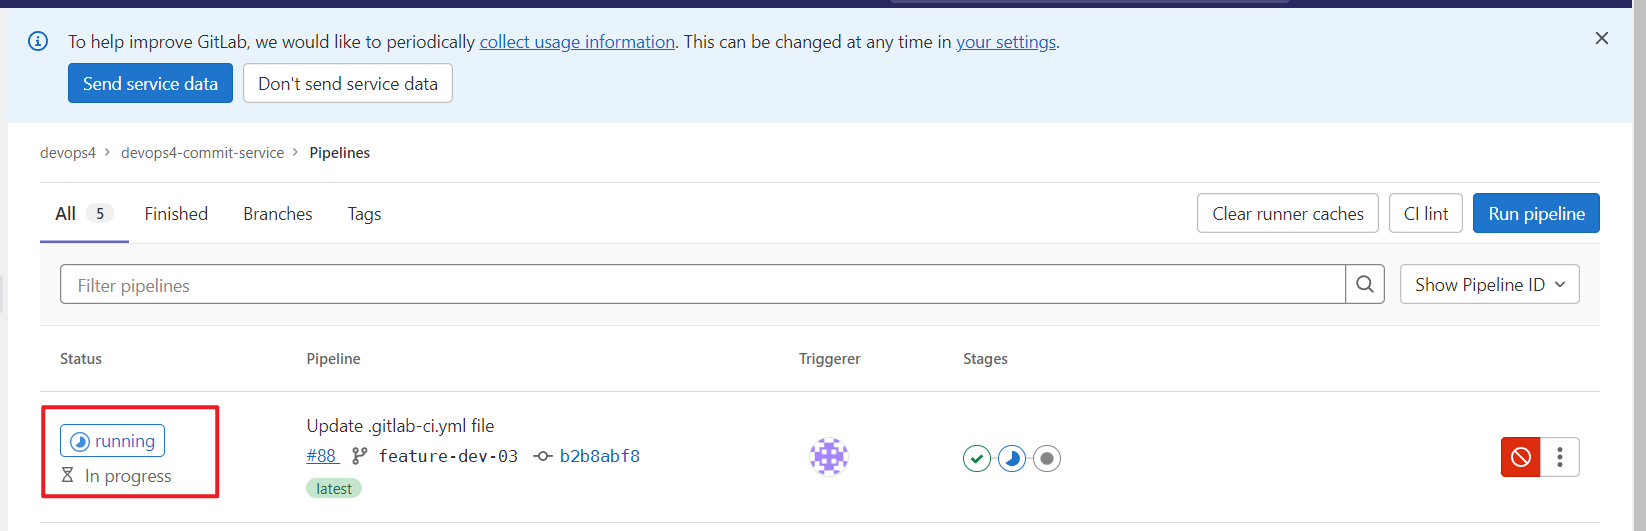 To help improve GitLab, we would like to periodically collect usage information. This can be changed at any time in your settings.
Send service data Don't send service data
devops4 > devops4-commit-service > Pipelines
All 5 Finished Branches Tags Clear runner caches CI lint Run pipeline
Filter pipelines Show Pipeline ID
Status Pipeline Triggerer Stages
running Update .gitlab-ci.yml file
In progress #88 feature-dev-03 b2b8abf8
latest